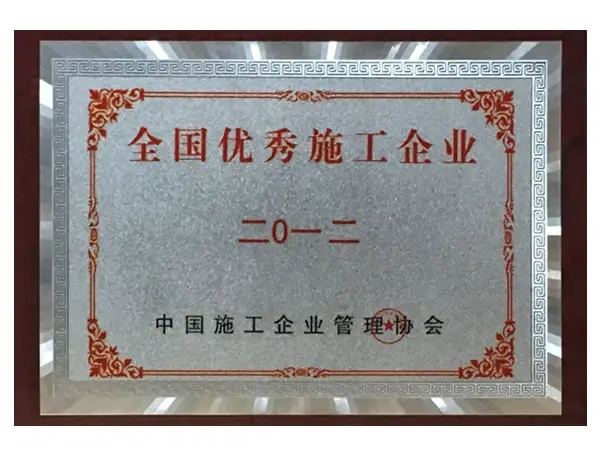 全国优秀施工企业
二0一二
中国施工企业管理协会